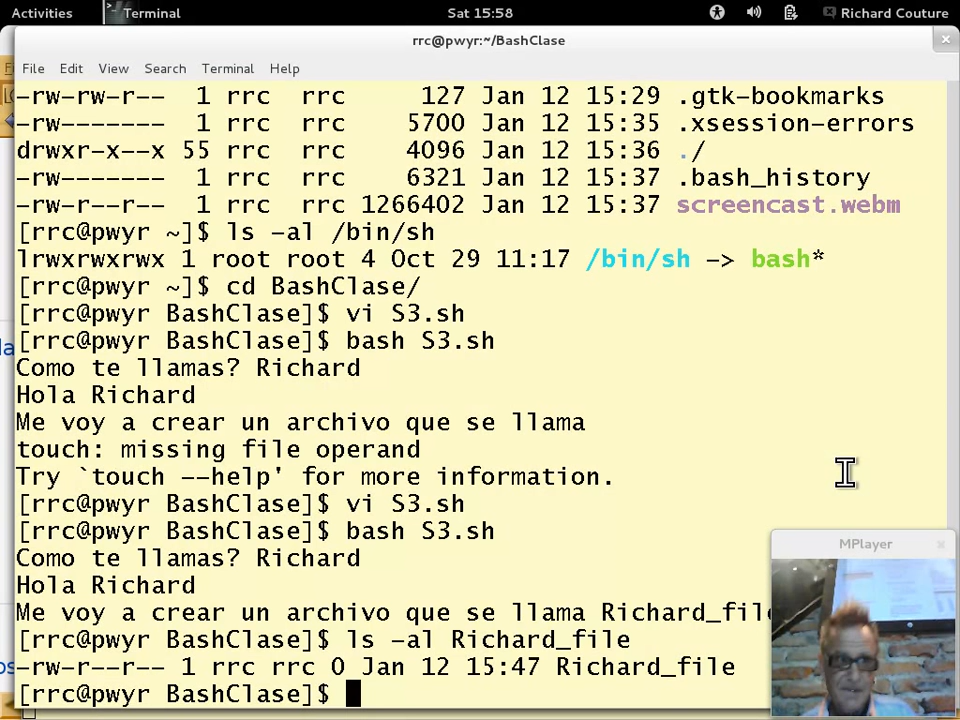 Activities Terminal Sat 15:58 Richard Couture
rrc@pwyr:~/BashClase
File Edit View Search Terminal Help
-rw-rw-r-- 1 rrc rrc 127 Jan 12 15:29 .gtk-bookmarks
-rw------- 1 rrc rrc 5700 Jan 12 15:35 .xsession-errors
drwxr-x--x 55 rrc rrc 4096 Jan 12 15:36 ./
-rw------- 1 rrc rrc 6321 Jan 12 15:37 .bash_history
-rw-r--r-- 1 rrc rrc 1266402 Jan 12 15:37 screencast.webm
[rrc@pwyr ~]$ ls -al /bin/sh
lrwxrwxrwx 1 root root 4 Oct 29 11:17 /bin/sh -> bash*
[rrc@pwyr ~]$ cd BashClase/
[rrc@pwyr BashClase]$ vi S3.sh
[rrc@pwyr BashClase]$ bash S3.sh
Como te llamas? Richard
Hola Richard
Me voy a crear un archivo que se llama
touch: missing file operand
Try `touch --help' for more information.
[rrc@pwyr BashClase]$ vi S3.sh
[rrc@pwyr BashClase]$ bash S3.sh
Como te llamas? Richard
Hola Richard
Me voy a crear un archivo que se llama Richard_file
[rrc@pwyr BashClase]$ ls -al Richard_file
-rw-r--r-- 1 rrc rrc 0 Jan 12 15:47 Richard_file
[rrc@pwyr BashClase]$
MPlayer